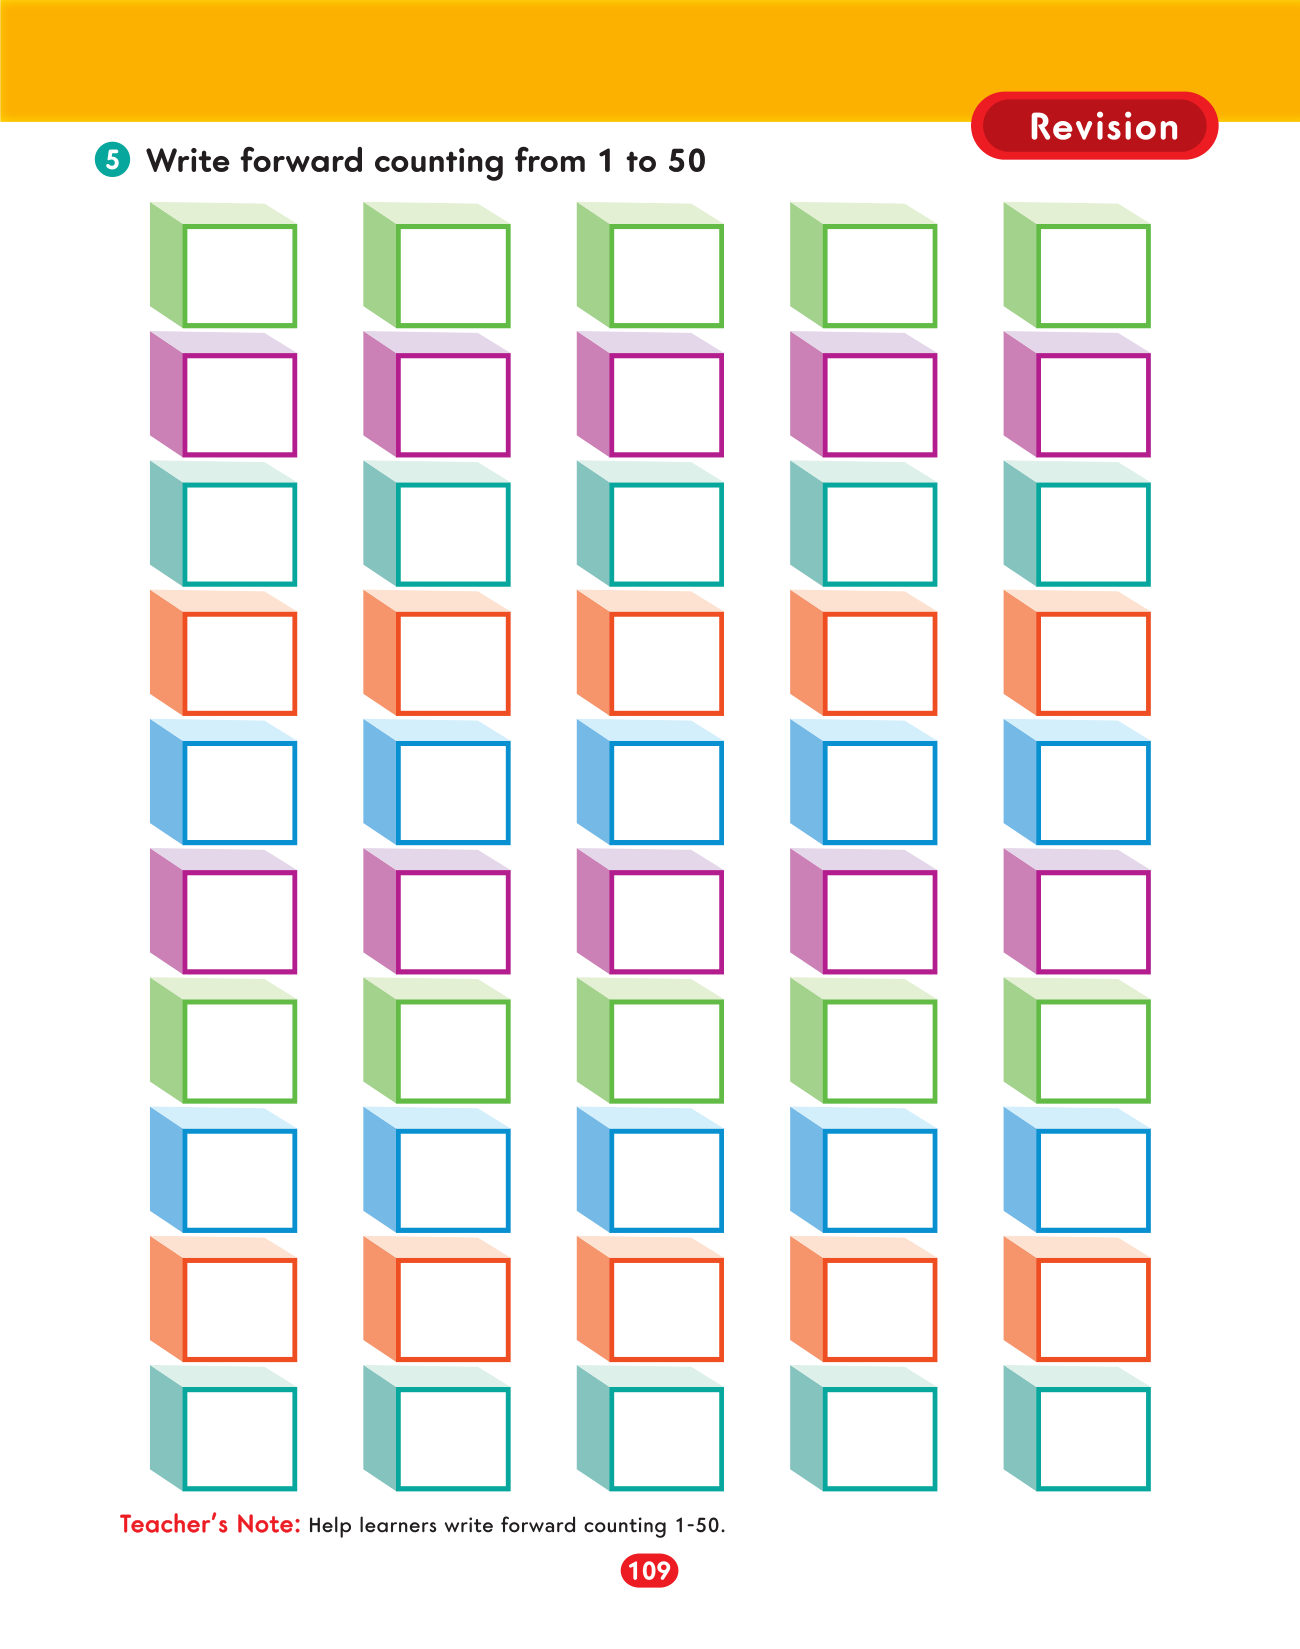 Revision
5 Write forward counting from 1 to 50
Teacher's Note: Help learners write forward counting 1-50.
109